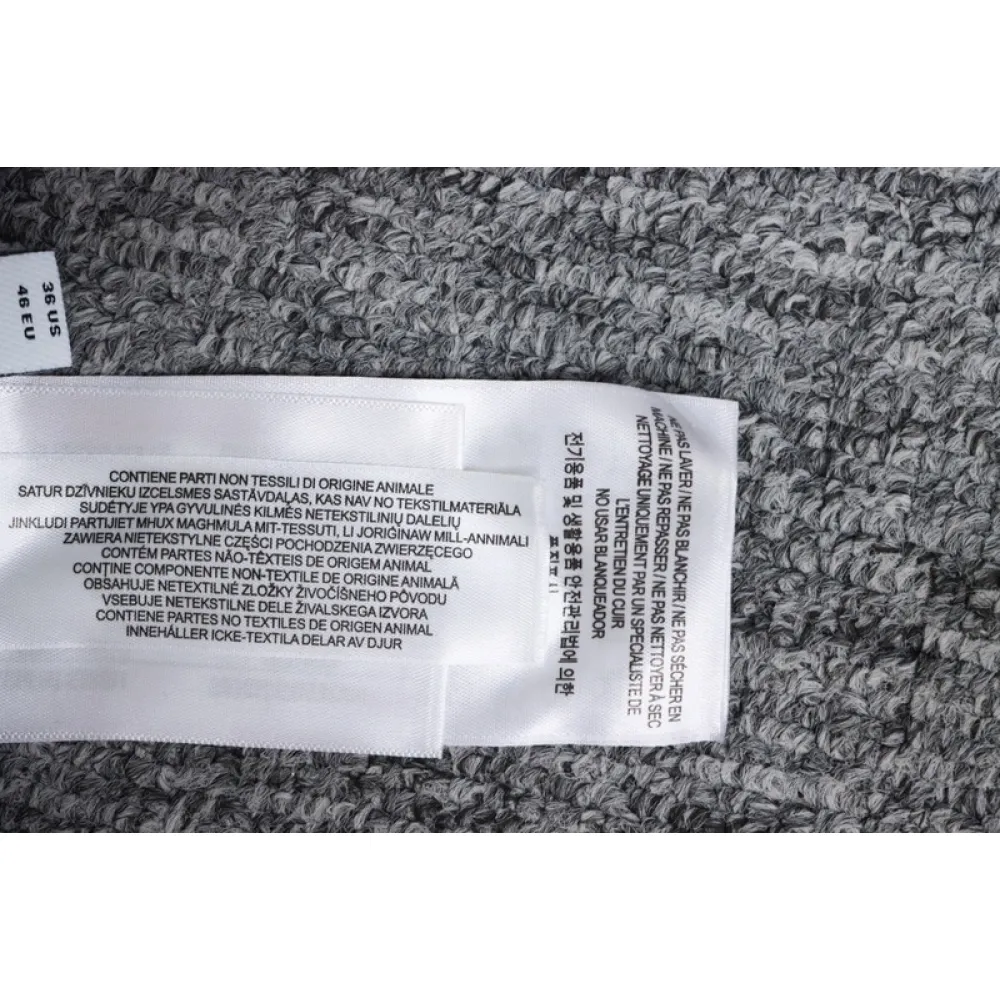 36 US
46 EU
CONTIENE PARTI NON TESSILI DI ORIGINE ANIMALE
SATUR DZĪVNIEKU IZCELSMES SASTĀVDAĻAS, KAS NAV NO TEKSTILMATERIĀLA
SUDĖTYJE YPA GYVULINĖS KILMĖS NETEKSTILINIŲ DALELIŲ
JINKLUDI PARTIJIET MHUX MAGHMULA MIT-TESSUTI, LI JORIĠINAW MILL-ANNIMALI
ZAWIERA NIETEKSTYLNE CZĘŚCI POCHODZENIA ZWIERZĘCEGO
CONTÉM PARTES NÃO-TÊXTEIS DE ORIGEM ANIMAL
CONȚINE COMPONENTE NON-TEXTILE DE ORIGINE ANIMALĂ
OBSAHUJE NETEXTILNÉ ZLOŽKY ŽIVOČÍŠNEHO PÔVODU
VSEBUJE NETEKSTILNE DELE ŽIVALSKEGA IZVORA
CONTIENE PARTES NO TEXTILES DE ORIGEN ANIMAL
INNEHÅLLER ICKE-TEXTILA DELAR AV DJUR
NE PAS LAVER / NE PAS BLANCHIR / NE PAS SÉCHER EN
MACHINE / NE PAS REPASSER / NE PAS NETTOYER À SEC
NETTOYAGE UNIQUEMENT PAR UN SPECIALISTE DE
L'ENTRETIEN DU CUIR
NO USAR BLANQUEADOR
전기용품 및 생활용품 안전관리법에 의한